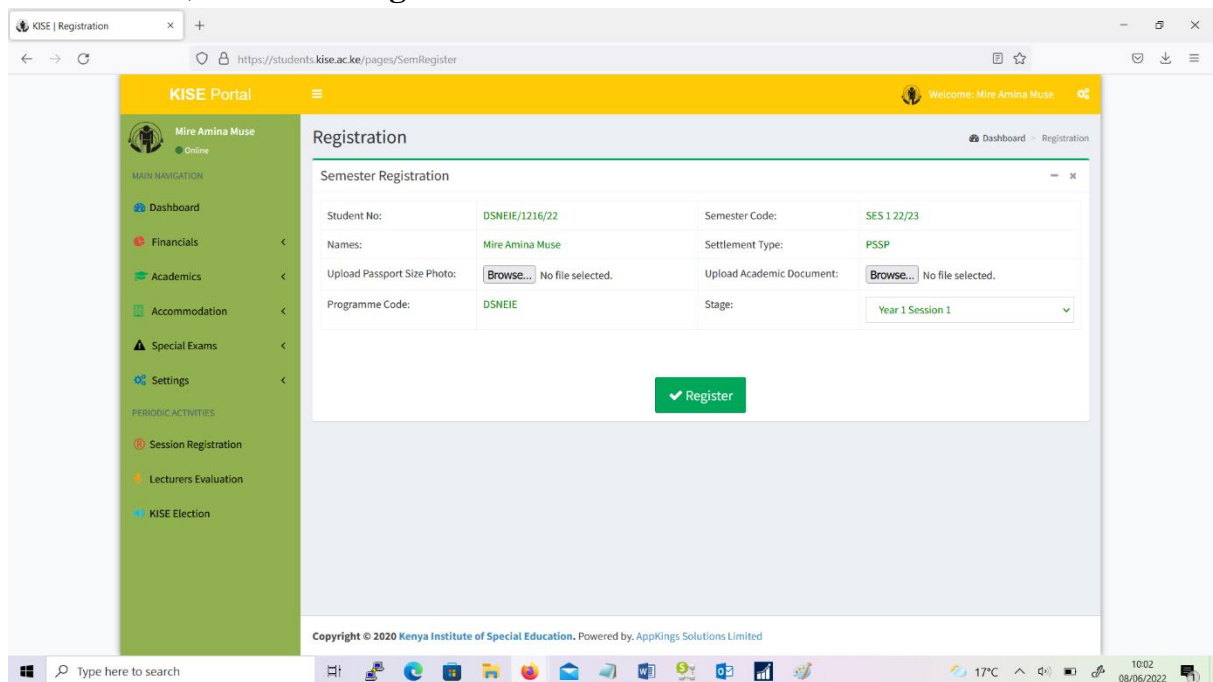 KISE | Registration
https://students.kise.ac.ke/pages/SemRegister
KISE Portal
Welcome: Mire Amina Muse
Mire Amina Muse
Online
Registration
Dashboard > Registration
MAIN NAVIGATION
Dashboard
Financials
Academics
Accommodation
Special Exams
Settings
PERIODIC ACTIVITIES
Session Registration
Lecturers Evaluation
KISE Election
Semester Registration
Student No: DSNEIE/1216/22 Semester Code: SES 1 22/23
Names: Mire Amina Muse Settlement Type: PSSP
Upload Passport Size Photo: Browse... No file selected. Upload Academic Document: Browse... No file selected.
Programme Code: DSNEIE Stage: Year 1 Session 1
Register
Copyright © 2020 Kenya Institute of Special Education. Powered by. AppKings Solutions Limited
Type here to search
17°C
10:02
08/06/2022